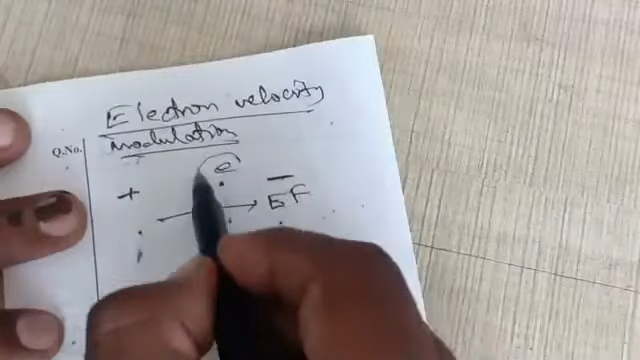 Electron velocity
modulation
Q.No.
e
+ −
EF